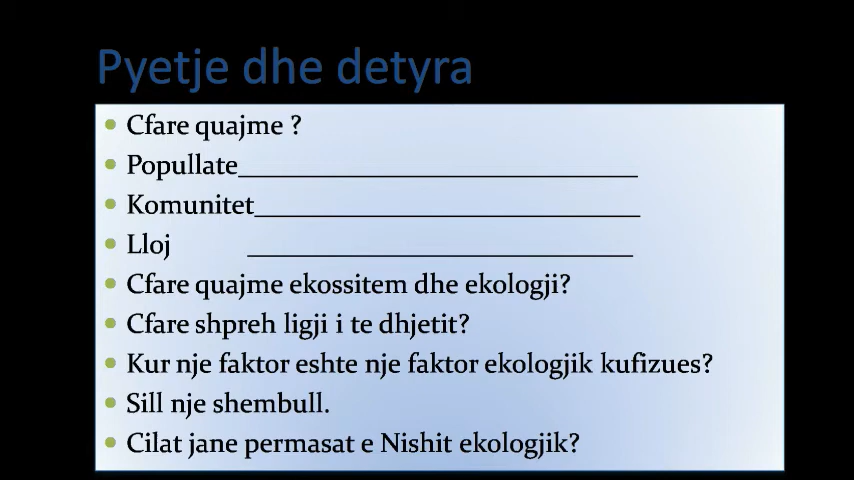 Pyetje dhe detyra
• Cfare quajme ?
• Popullate______________________________
• Komunitet_____________________________
• Lloj _____________________________
• Cfare quajme ekossitem dhe ekologji?
• Cfare shpreh ligji i te dhjetit?
• Kur nje faktor eshte nje faktor ekologjik kufizues?
• Sill nje shembull.
• Cilat jane permasat e Nishit ekologjik?